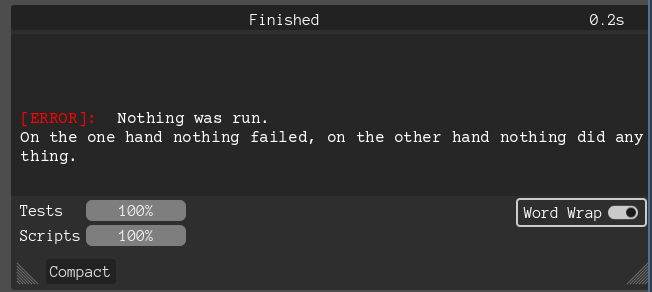 Finished 0.2s
[ERROR]: Nothing was run.
On the one hand nothing failed, on the other hand nothing did any
thing.
Tests 100%
Word Wrap
Scripts 100%
Compact